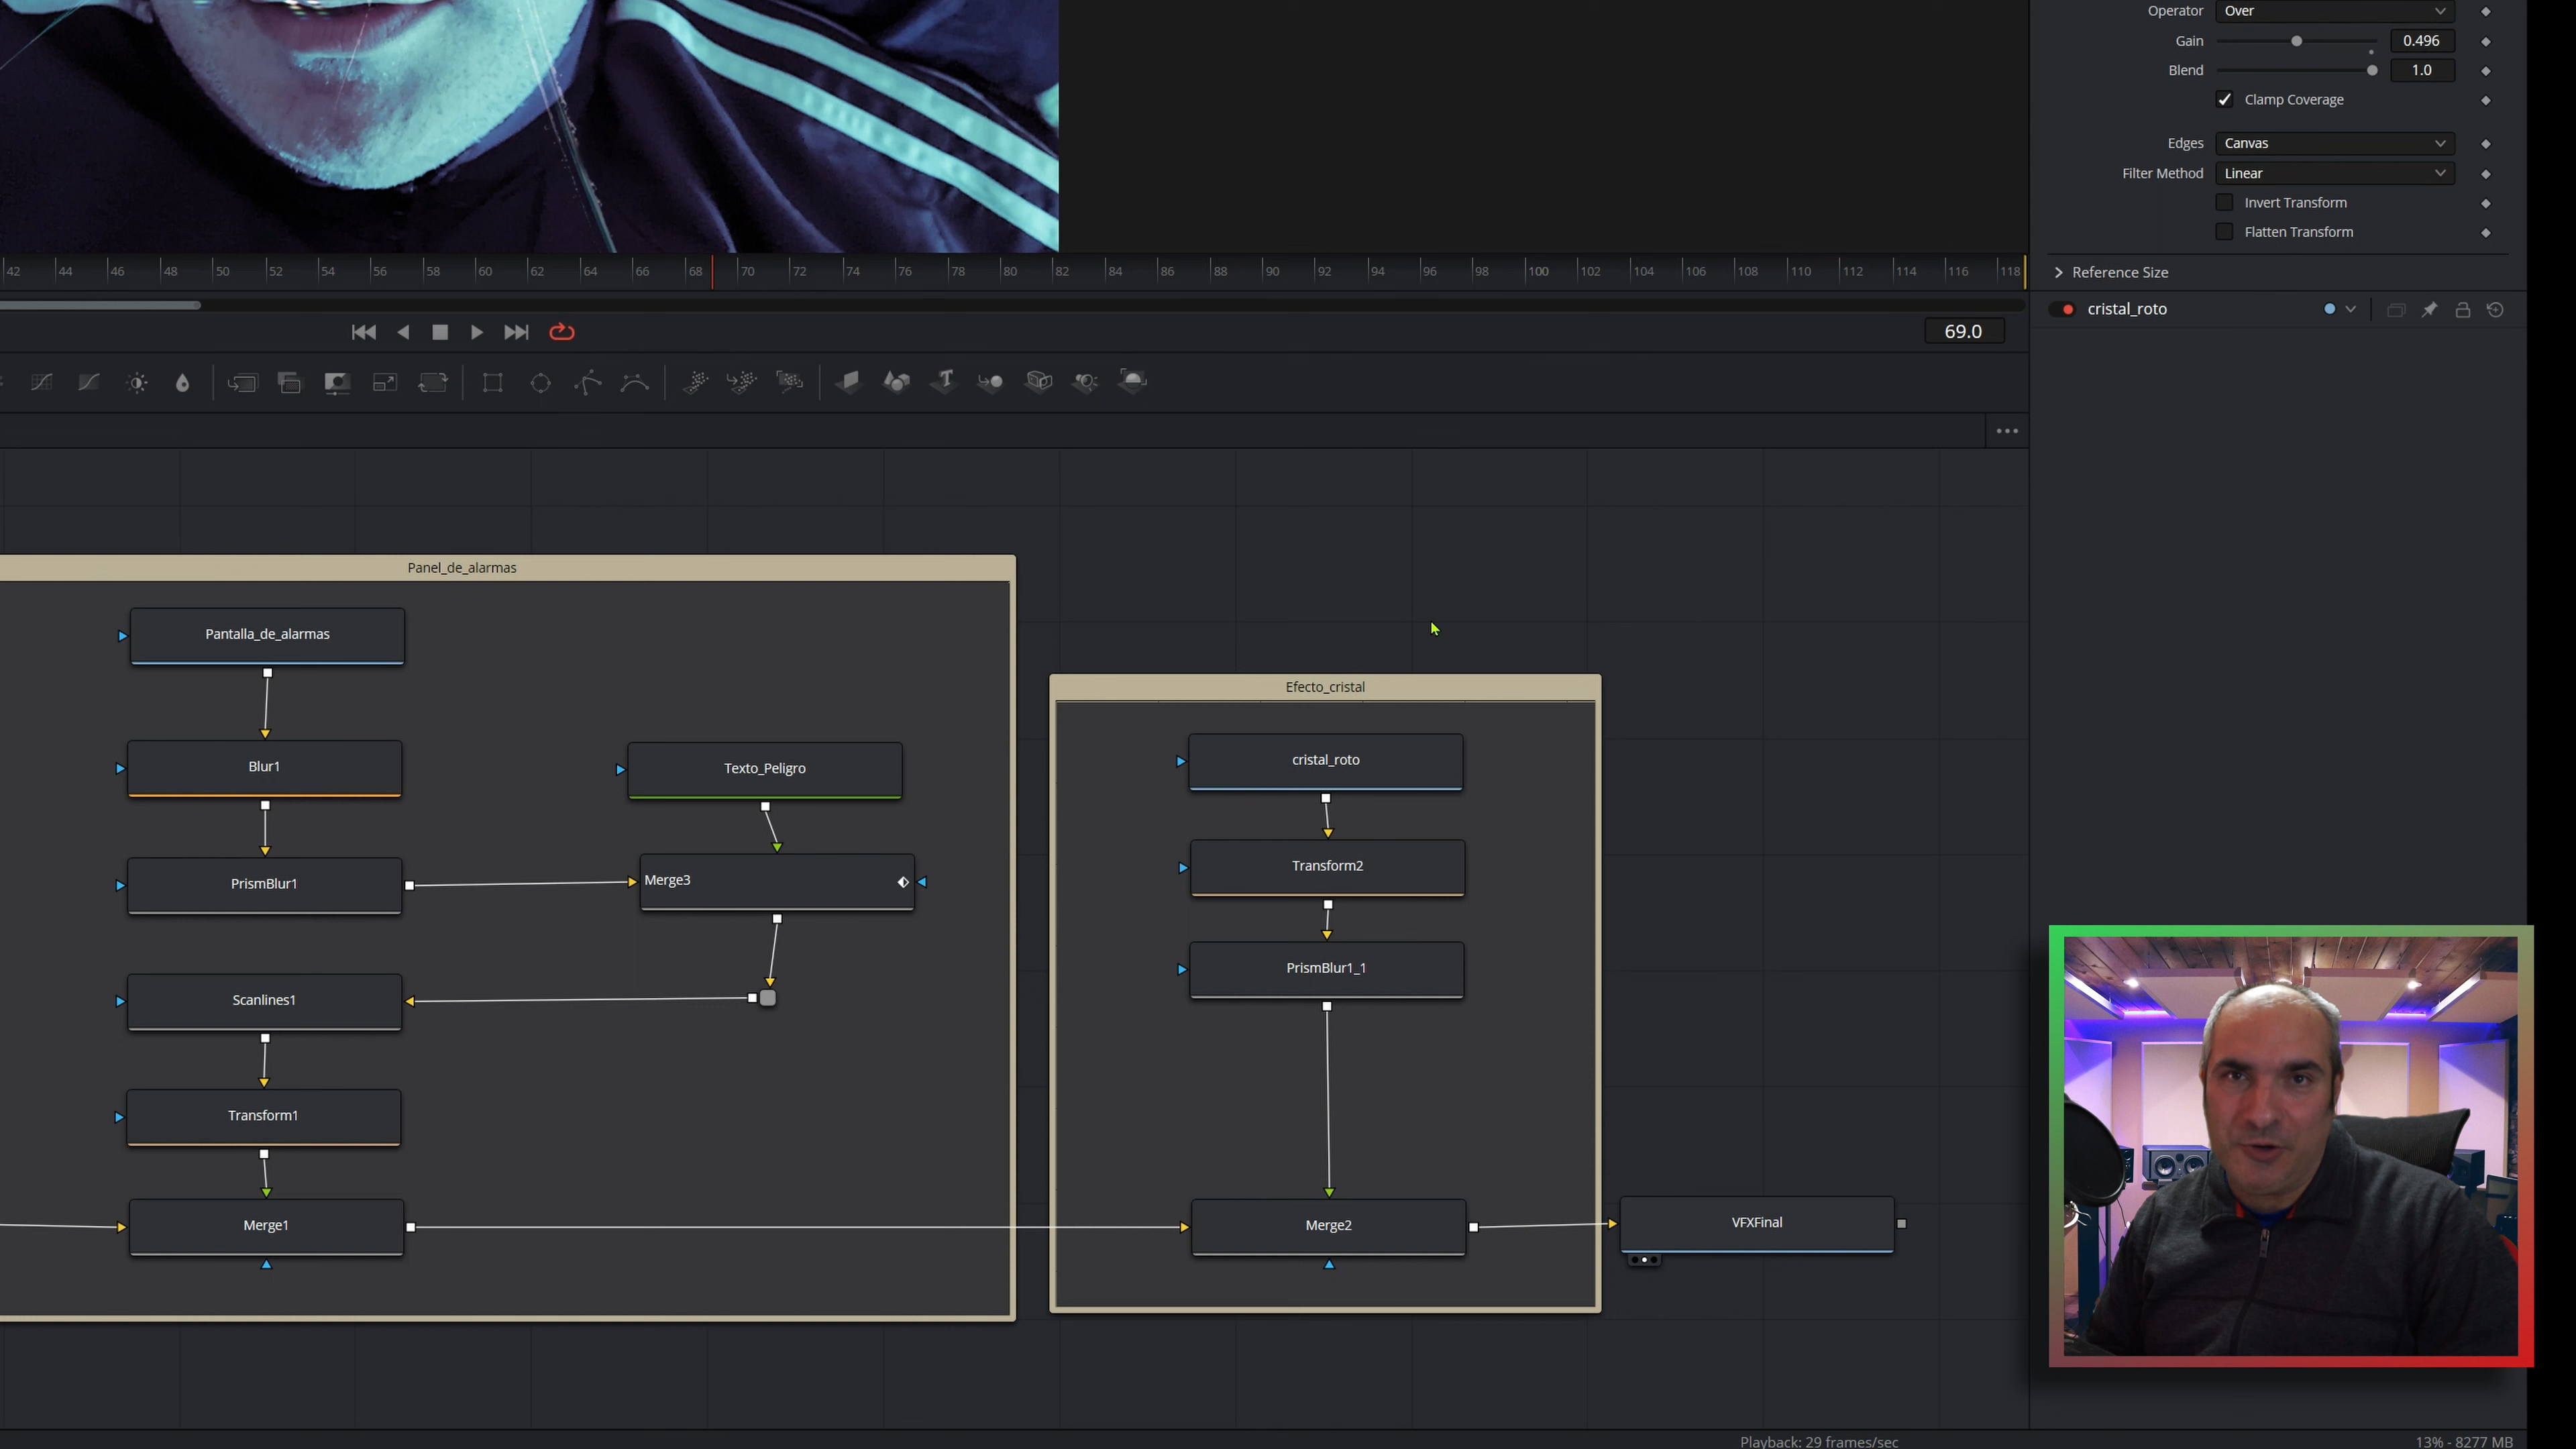 Operator Over
Gain 0.496
Blend 1.0
Clamp Coverage
Edges Canvas
Filter Method Linear
Invert Transform
Flatten Transform
42 44 46 48 50 52 54 56 58 60 62 64 66 68 70 72 74 76 78 80 82 84 86 88 90 92 94 96 98 100 102 104 106 108 110 112 114 116 118
Reference Size
cristal_roto
69.0
Panel_de_alarmas
Pantalla_de_alarmas
Blur1
Texto_Peligro
PrismBlur1
Merge3
Scanlines1
Transform1
Merge1
Efecto_cristal
cristal_roto
Transform2
PrismBlur1_1
Merge2
VFXFinal
Playback: 29 frames/sec
13% - 8277 MB